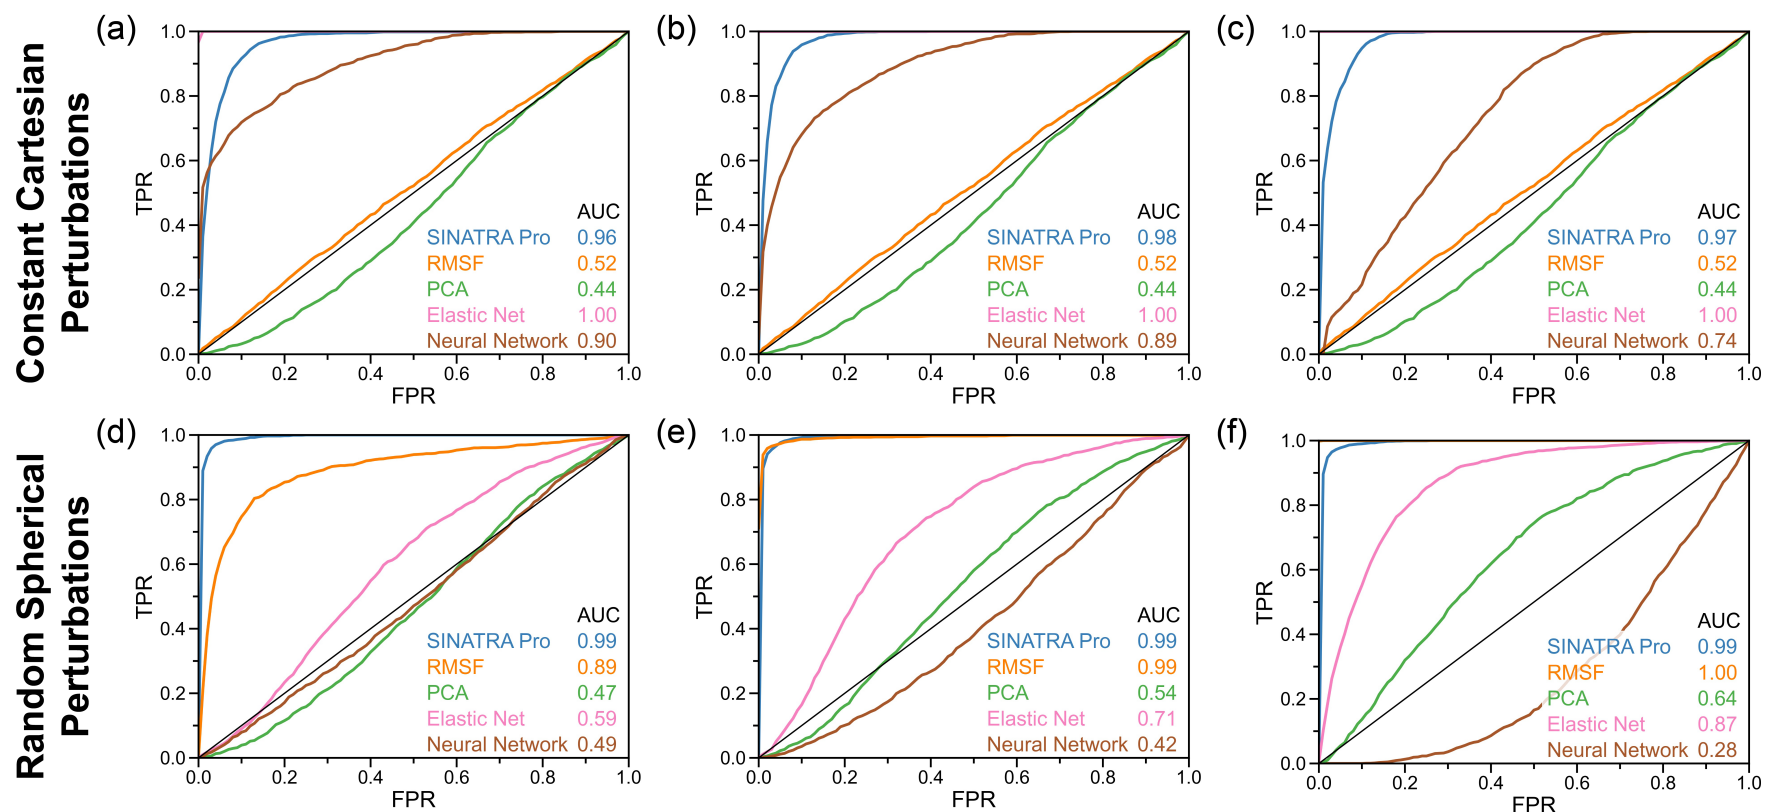 Constant Cartesian
Perturbations
(a)
1.0
0.8
0.6
0.4
0.2
0.0
TPR
AUC
SINATRA Pro 0.96
RMSF 0.52
PCA 0.44
Elastic Net 1.00
Neural Network 0.90
0.0 0.2 0.4 0.6 0.8 1.0
FPR
(b)
1.0
0.8
0.6
0.4
0.2
0.0
TPR
AUC
SINATRA Pro 0.98
RMSF 0.52
PCA 0.44
Elastic Net 1.00
Neural Network 0.89
0.0 0.2 0.4 0.6 0.8 1.0
FPR
(c)
1.0
0.8
0.6
0.4
0.2
0.0
TPR
AUC
SINATRA Pro 0.97
RMSF 0.52
PCA 0.44
Elastic Net 1.00
Neural Network 0.74
0.0 0.2 0.4 0.6 0.8 1.0
FPR
Random Spherical
Perturbations
(d)
1.0
0.8
0.6
0.4
0.2
0.0
TPR
AUC
SINATRA Pro 0.99
RMSF 0.89
PCA 0.47
Elastic Net 0.59
Neural Network 0.49
0.0 0.2 0.4 0.6 0.8 1.0
FPR
(e)
1.0
0.8
0.6
0.4
0.2
0.0
TPR
AUC
SINATRA Pro 0.99
RMSF 0.99
PCA 0.54
Elastic Net 0.71
Neural Network 0.42
0.0 0.2 0.4 0.6 0.8 1.0
FPR
(f)
1.0
0.8
0.6
0.4
0.2
0.0
TPR
AUC
SINATRA Pro 0.99
RMSF 1.00
PCA 0.64
Elastic Net 0.87
Neural Network 0.28
0.0 0.2 0.4 0.6 0.8 1.0
FPR